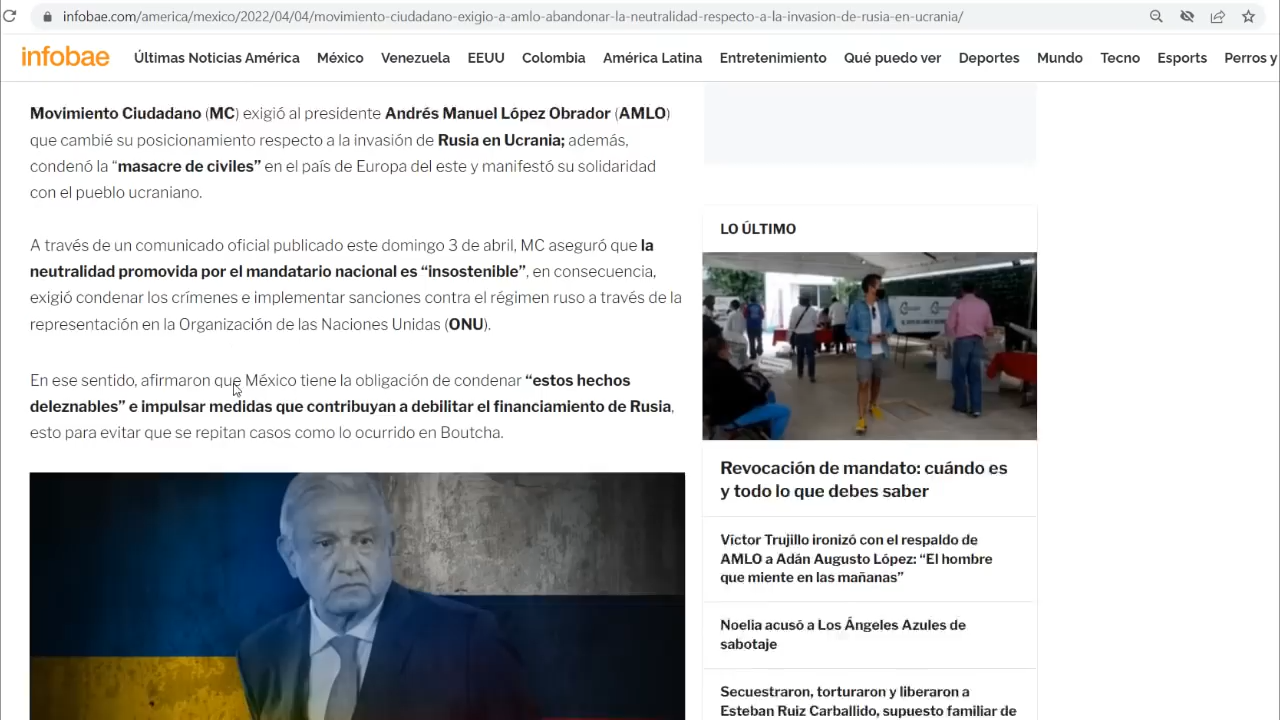 infobae.com/america/mexico/2022/04/04/movimiento-ciudadano-exigio-a-amlo-abandonar-la-neutralidad-respecto-a-la-invasion-de-rusia-en-ucrania/
infobae
Últimas Noticias América México Venezuela EEUU Colombia América Latina Entretenimiento Qué puedo ver Deportes Mundo Tecno Esports Perros y
Movimiento Ciudadano (MC) exigió al presidente Andrés Manuel López Obrador (AMLO)
que cambié su posicionamiento respecto a la invasión de Rusia en Ucrania; además,
condenó la “masacre de civiles” en el país de Europa del este y manifestó su solidaridad
con el pueblo ucraniano.
A través de un comunicado oficial publicado este domingo 3 de abril, MC aseguró que la
neutralidad promovida por el mandatario nacional es “insostenible”, en consecuencia,
exigió condenar los crímenes e implementar sanciones contra el régimen ruso a través de la
representación en la Organización de las Naciones Unidas (ONU).
En ese sentido, afirmaron que México tiene la obligación de condenar “estos hechos
deleznables” e impulsar medidas que contribuyan a debilitar el financiamiento de Rusia,
esto para evitar que se repitan casos como lo ocurrido en Boutcha.
LO ÚLTIMO
Revocación de mandato: cuándo es
y todo lo que debes saber
Víctor Trujillo ironizó con el respaldo de
AMLO a Adán Augusto López: “El hombre
que miente en las mañanas”
Noelia acusó a Los Ángeles Azules de
sabotaje
Secuestraron, torturaron y liberaron a
Esteban Ruiz Carballido, supuesto familiar de